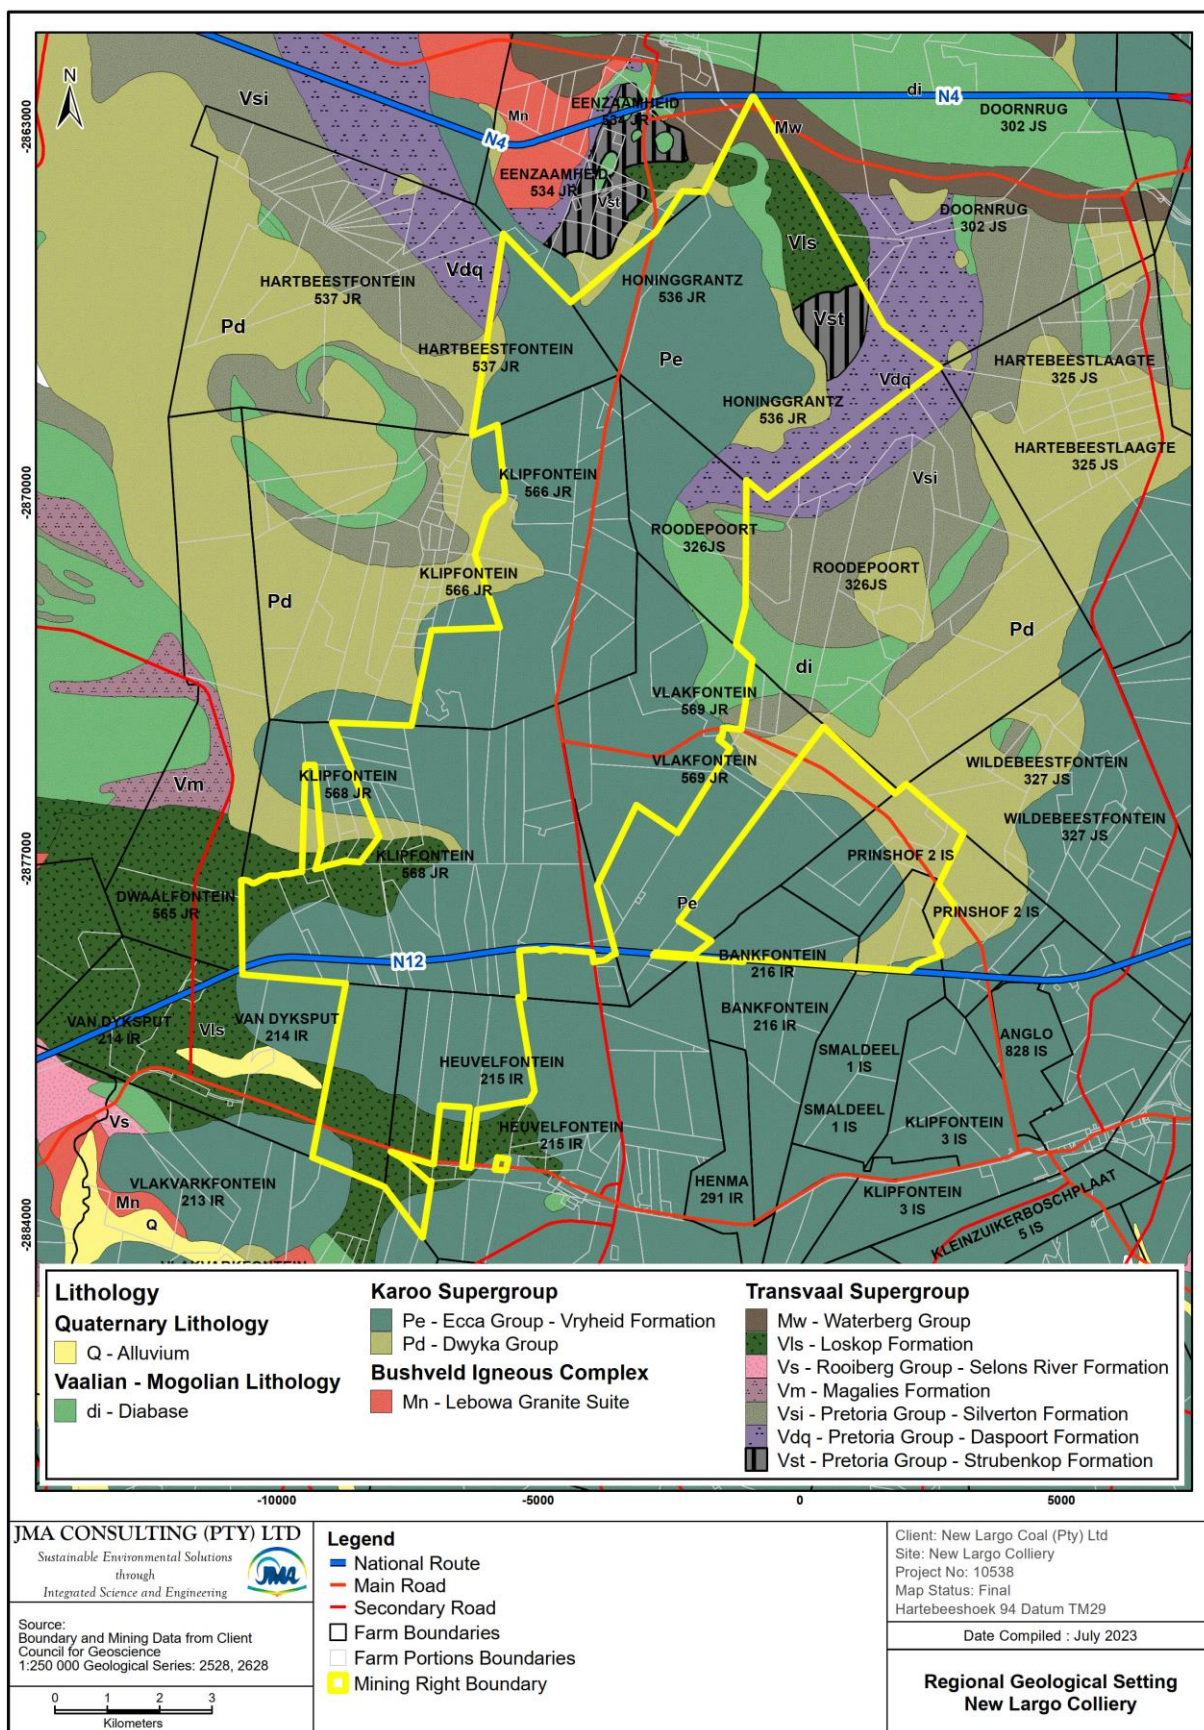 N
Vsi
Mn
N4
EENZAAMHEID
534 JR
EENZAAMHEID
534 JR
Vst
Mw
di
N4
DOORNRUG
302 JS
DOORNRUG
302 JS
Vls
Vdq
HARTBEESTFONTEIN
537 JR
Pd
HONINGGRANTZ
536 JR
Vst
HARTBEESTFONTEIN
537 JR
Pe
Vdq
HARTEBEESTLAAGTE
325 JS
HONINGGRANTZ
536 JR
HARTEBEESTLAAGTE
325 JS
KLIPFONTEIN
566 JR
Vsi
ROODEPOORT
326JS
ROODEPOORT
326JS
KLIPFONTEIN
566 JR
Pd
Pd
di
VLAKFONTEIN
569 JR
VLAKFONTEIN
569 JR
WILDEBEESTFONTEIN
327 JS
Vm
KLIPFONTEIN
568 JR
WILDEBEESTFONTEIN
327 JS
KLIPFONTEIN
568 JR
PRINSHOF 2 IS
DWAALFONTEIN
565 JR
Pe
PRINSHOF 2 IS
N12
BANKFONTEIN
216 IR
BANKFONTEIN
216 IR
VAN DYKSPUT
214 IR
Vls
VAN DYKSPUT
214 IR
HEUVELFONTEIN
215 IR
SMALDEEL
1 IS
ANGLO
828 IS
Vs
HEUVELFONTEIN
215 IR
SMALDEEL
1 IS
KLIPFONTEIN
3 IS
VLAKVARKFONTEIN
213 IR
Mn
Q
HENMA
291 IR
KLIPFONTEIN
3 IS
KLEINZUIKERBOSCHPLAAT
5 IS
VLAKVARKFONTEIN
-2863000
-2870000
-2877000
-2884000
Lithology
Quaternary Lithology
Q - Alluvium
Vaalian - Mogolian Lithology
di - Diabase
Karoo Supergroup
Pe - Ecca Group - Vryheid Formation
Pd - Dwyka Group
Bushveld Igneous Complex
Mn - Lebowa Granite Suite
Transvaal Supergroup
Mw - Waterberg Group
Vls - Loskop Formation
Vs - Rooiberg Group - Selons River Formation
Vm - Magalies Formation
Vsi - Pretoria Group - Silverton Formation
Vdq - Pretoria Group - Daspoort Formation
Vst - Pretoria Group - Strubenkop Formation
-10000 -5000 0 5000
JMA CONSULTING (PTY) LTD
Sustainable Environmental Solutions
through
Integrated Science and Engineering
JMA
Source:
Boundary and Mining Data from Client
Council for Geoscience
1:250 000 Geological Series: 2528, 2628
0 1 2 3
Kilometers
Legend
National Route
Main Road
Secondary Road
Farm Boundaries
Farm Portions Boundaries
Mining Right Boundary
Client: New Largo Coal (Pty) Ltd
Site: New Largo Colliery
Project No: 10538
Map Status: Final
Hartebeeshoek 94 Datum TM29
Date Compiled : July 2023
Regional Geological Setting
New Largo Colliery